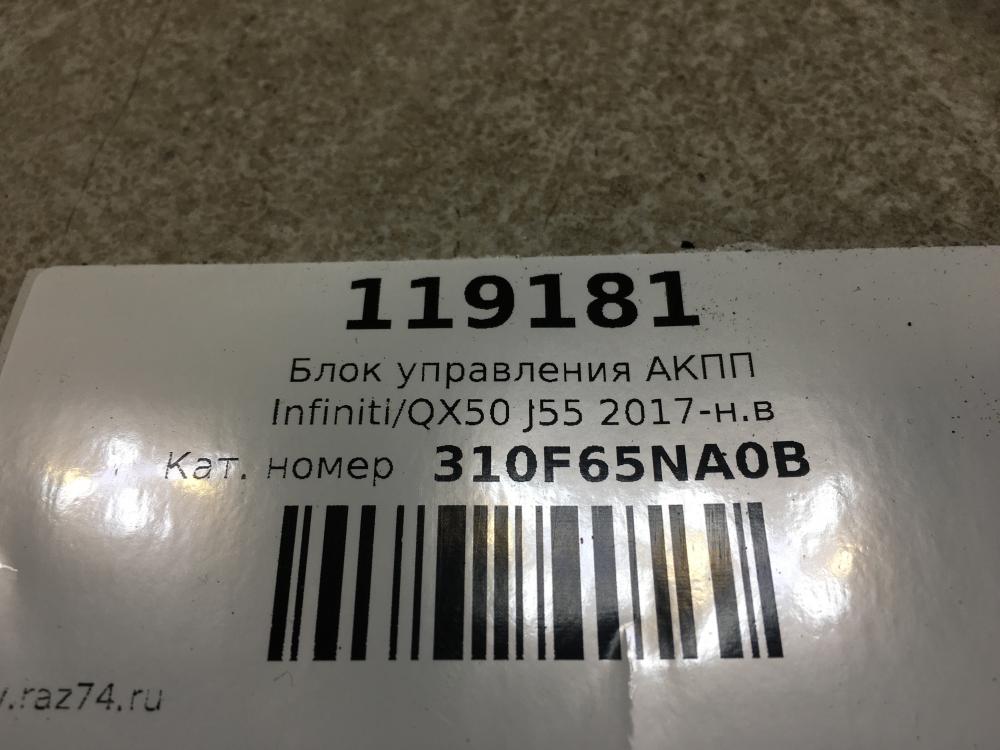 119181
Блок управления АКПП
Infiniti/QX50 J55 2017-н.в
Кат. номер 310F65NA0B
.raz74.ru